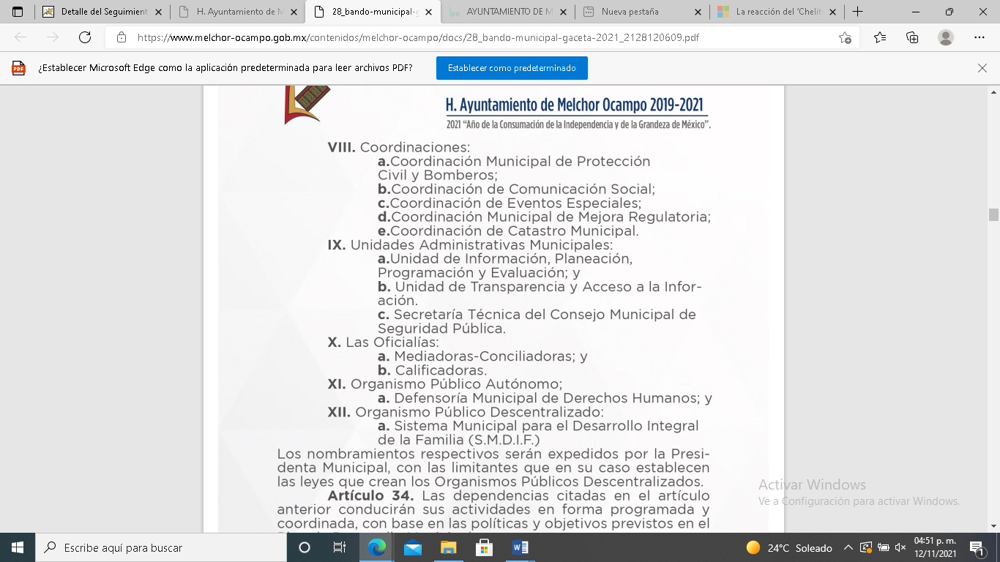 Detalle del Seguimient
H. Ayuntamiento de M
28_bando-municipal-g
AYUNTAMIENTO DE M
Nueva pestaña
La reacción del 'Chelit
https://www.melchor-ocampo.gob.mx/contenidos/melchor-ocampo/docs/28_bando-municipal-gaceta-2021_2128120609.pdf
PDF
¿Establecer Microsoft Edge como la aplicación predeterminada para leer archivos PDF?
Establecer como predeterminado
H. Ayuntamiento de Melchor Ocampo 2019-2021
2021 “Año de la Consumación de la Independencia y de la Grandeza de México”.
VIII. Coordinaciones:
a.Coordinación Municipal de Protección
Civil y Bomberos;
b.Coordinación de Comunicación Social;
c.Coordinación de Eventos Especiales;
d.Coordinación Municipal de Mejora Regulatoria;
e.Coordinación de Catastro Municipal.
IX. Unidades Administrativas Municipales:
a.Unidad de Información, Planeación,
Programación y Evaluación; y
b. Unidad de Transparencia y Acceso a la Infor-
ación.
c. Secretaría Técnica del Consejo Municipal de
Seguridad Pública.
X. Las Oficialías:
a. Mediadoras-Conciliadoras; y
b. Calificadoras.
XI. Organismo Público Autónomo;
a. Defensoría Municipal de Derechos Humanos; y
XII. Organismo Público Descentralizado:
a. Sistema Municipal para el Desarrollo Integral
de la Familia (S.M.D.I.F.)
Los nombramientos respectivos serán expedidos por la Presi-
denta Municipal, con las limitantes que en su caso establecen
las leyes que crean los Organismos Públicos Descentralizados.
Artículo 34. Las dependencias citadas en el artículo
anterior conducirán sus actividades en forma programada y
coordinada, con base en las políticas y objetivos previstos en el
Activar Windows
Ve a Configuración para activar Windows.
Escribe aquí para buscar
24°C Soleado
04:51 p. m.
12/11/2021
1